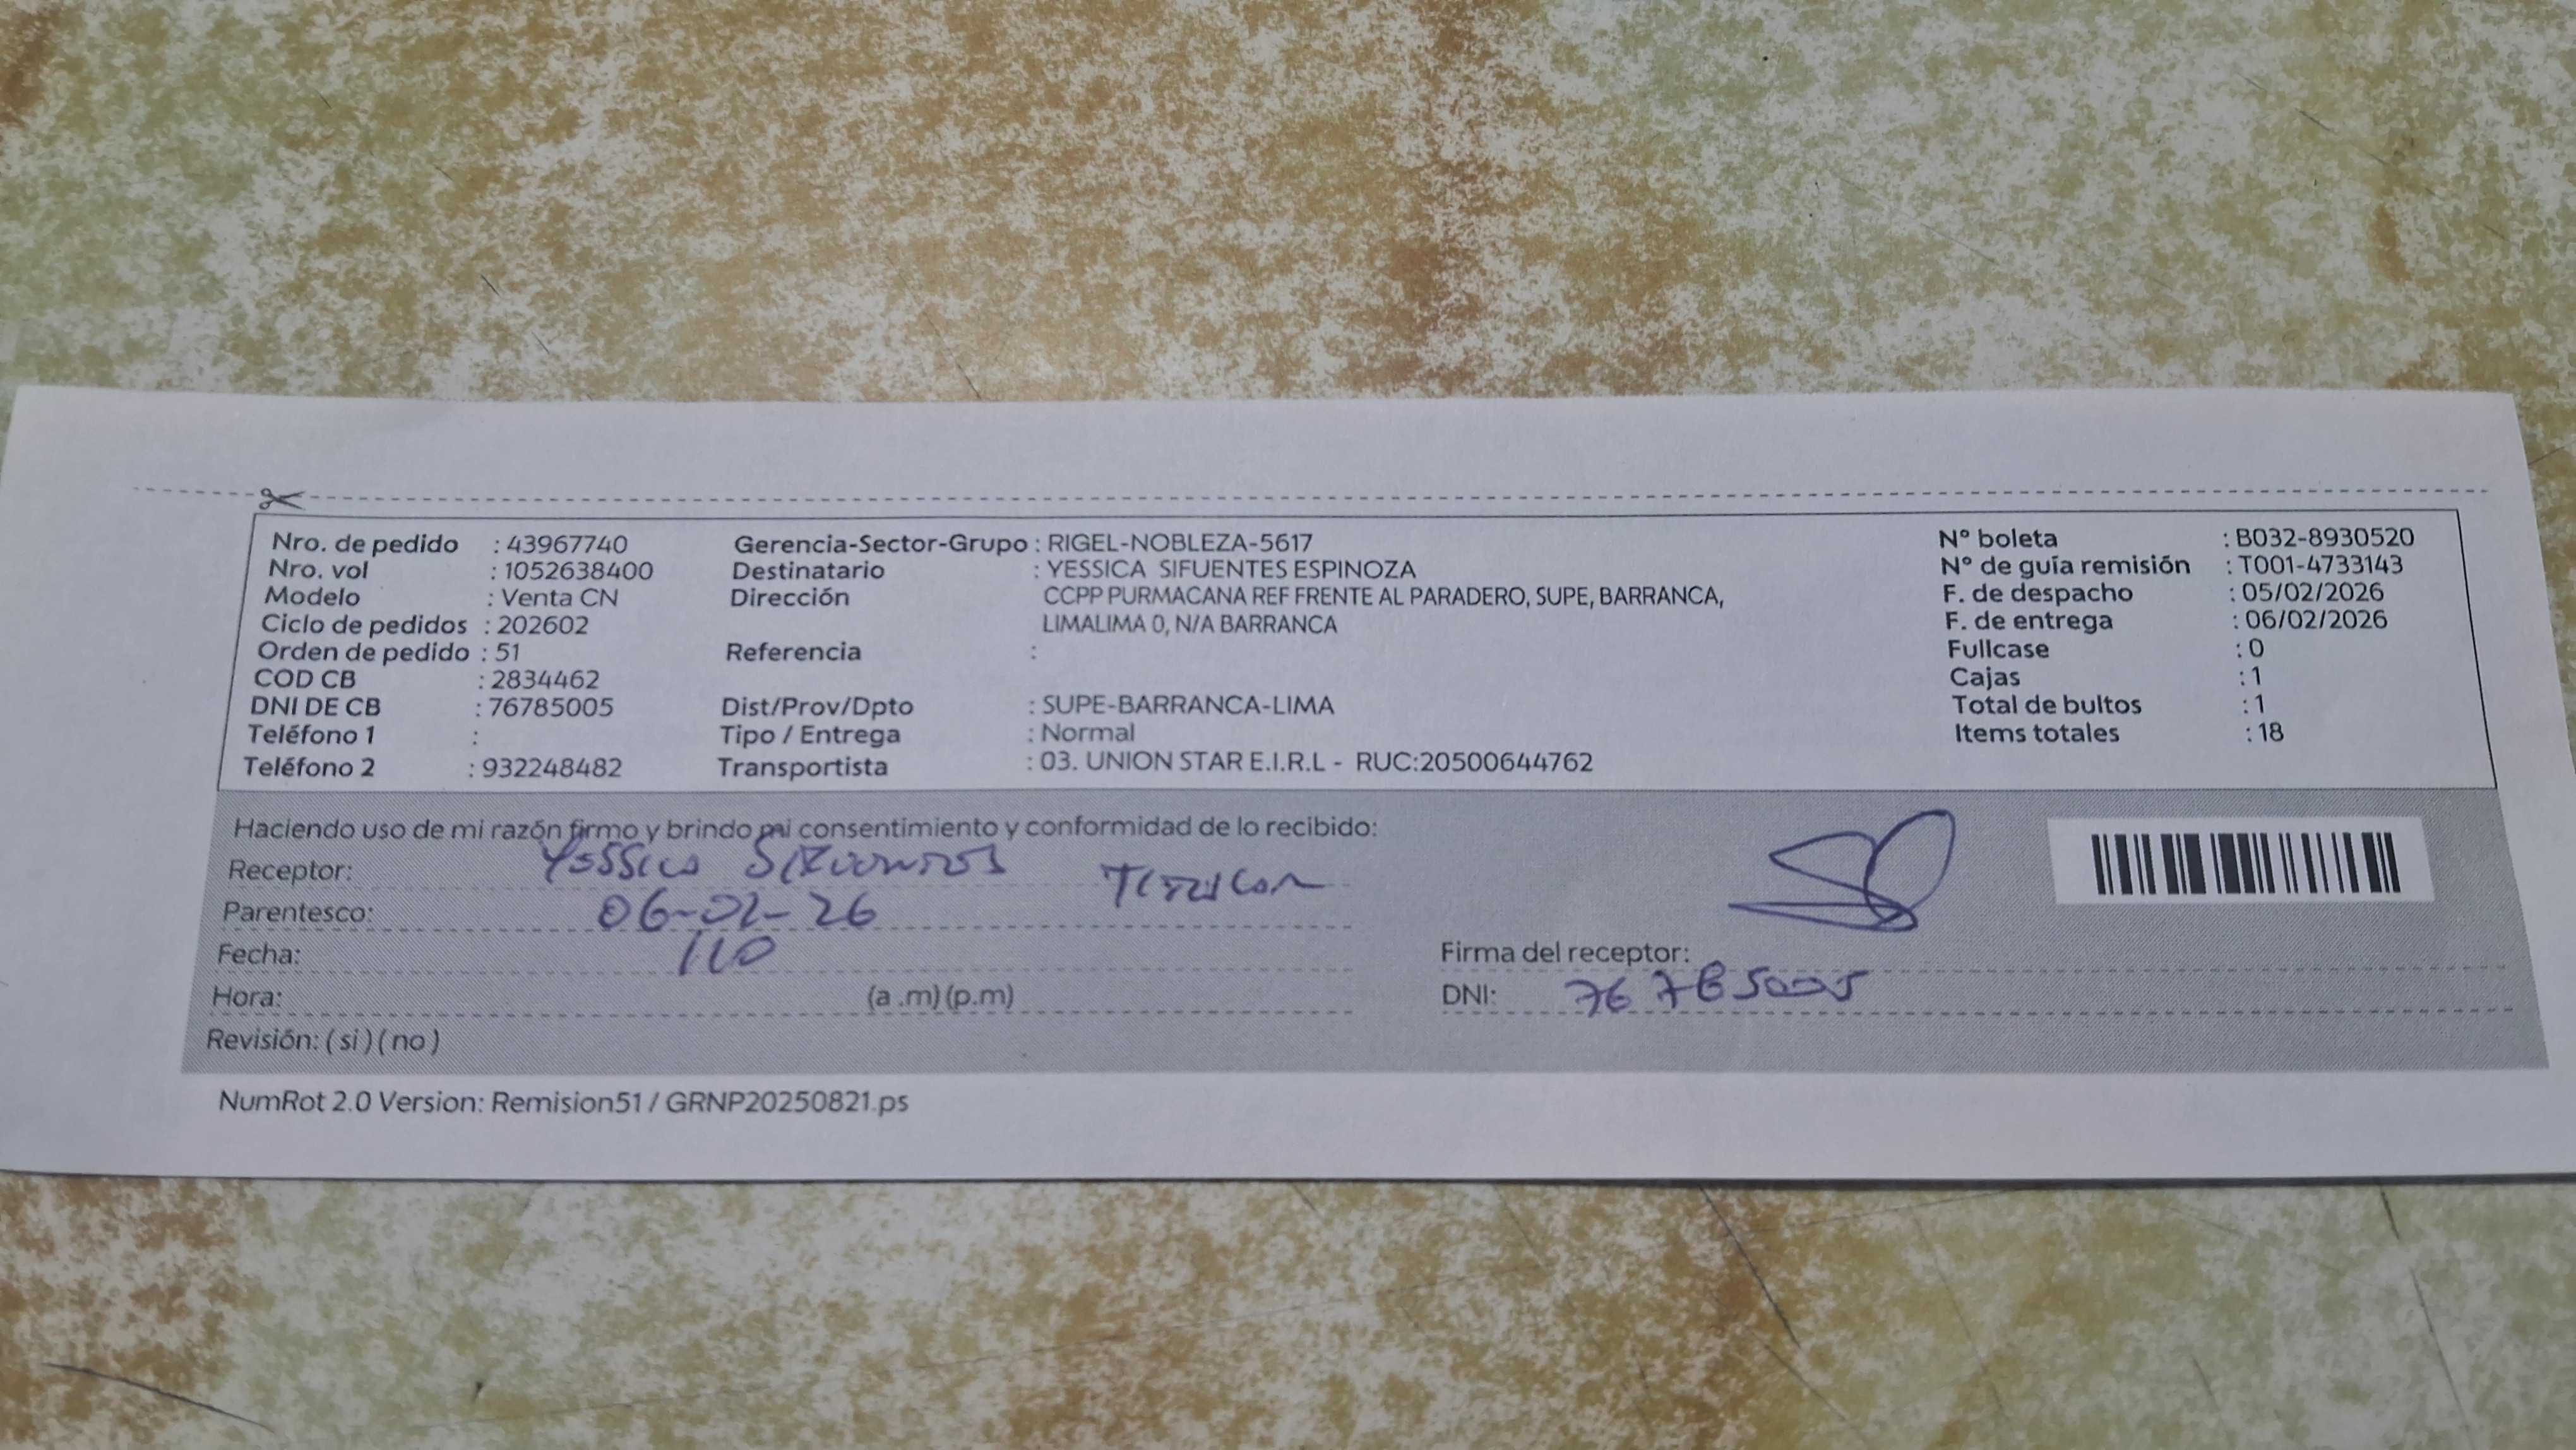 Nro. de pedido : 43967740 Gerencia-Sector-Grupo : RIGEL-NOBLEZA-5617 N° boleta : B032-8930520
Nro. vol : 1052638400 Destinatario : YESSICA SIFUENTES ESPINOZA N° de guía remisión : T001-4733143
Modelo : Venta CN Dirección CCPP PURMACANA REF FRENTE AL PARADERO, SUPE, BARRANCA, F. de despacho : 05/02/2026
Ciclo de pedidos : 202602 LIMALIMA 0, N/A BARRANCA F. de entrega : 06/02/2026
Orden de pedido : 51 Referencia : Fullcase : 0
COD CB : 2834462 Cajas : 1
DNI DE CB : 76785005 Dist/Prov/Dpto : SUPE-BARRANCA-LIMA Total de bultos : 1
Teléfono 1 : Tipo / Entrega : Normal Items totales : 18
Teléfono 2 : 932248482 Transportista : 03. UNION STAR E.I.R.L - RUC:20500644762
Haciendo uso de mi razón firmo y brindo mi consentimiento y conformidad de lo recibido:
Receptor: Yessica Sifuentes
Parentesco: 06-02-26
Fecha: 110 Firma del receptor:
Hora: (a .m) (p.m) DNI: 76785005
Revisión: ( si ) ( no )
NumRot 2.0 Version: Remision51 / GRNP20250821.ps